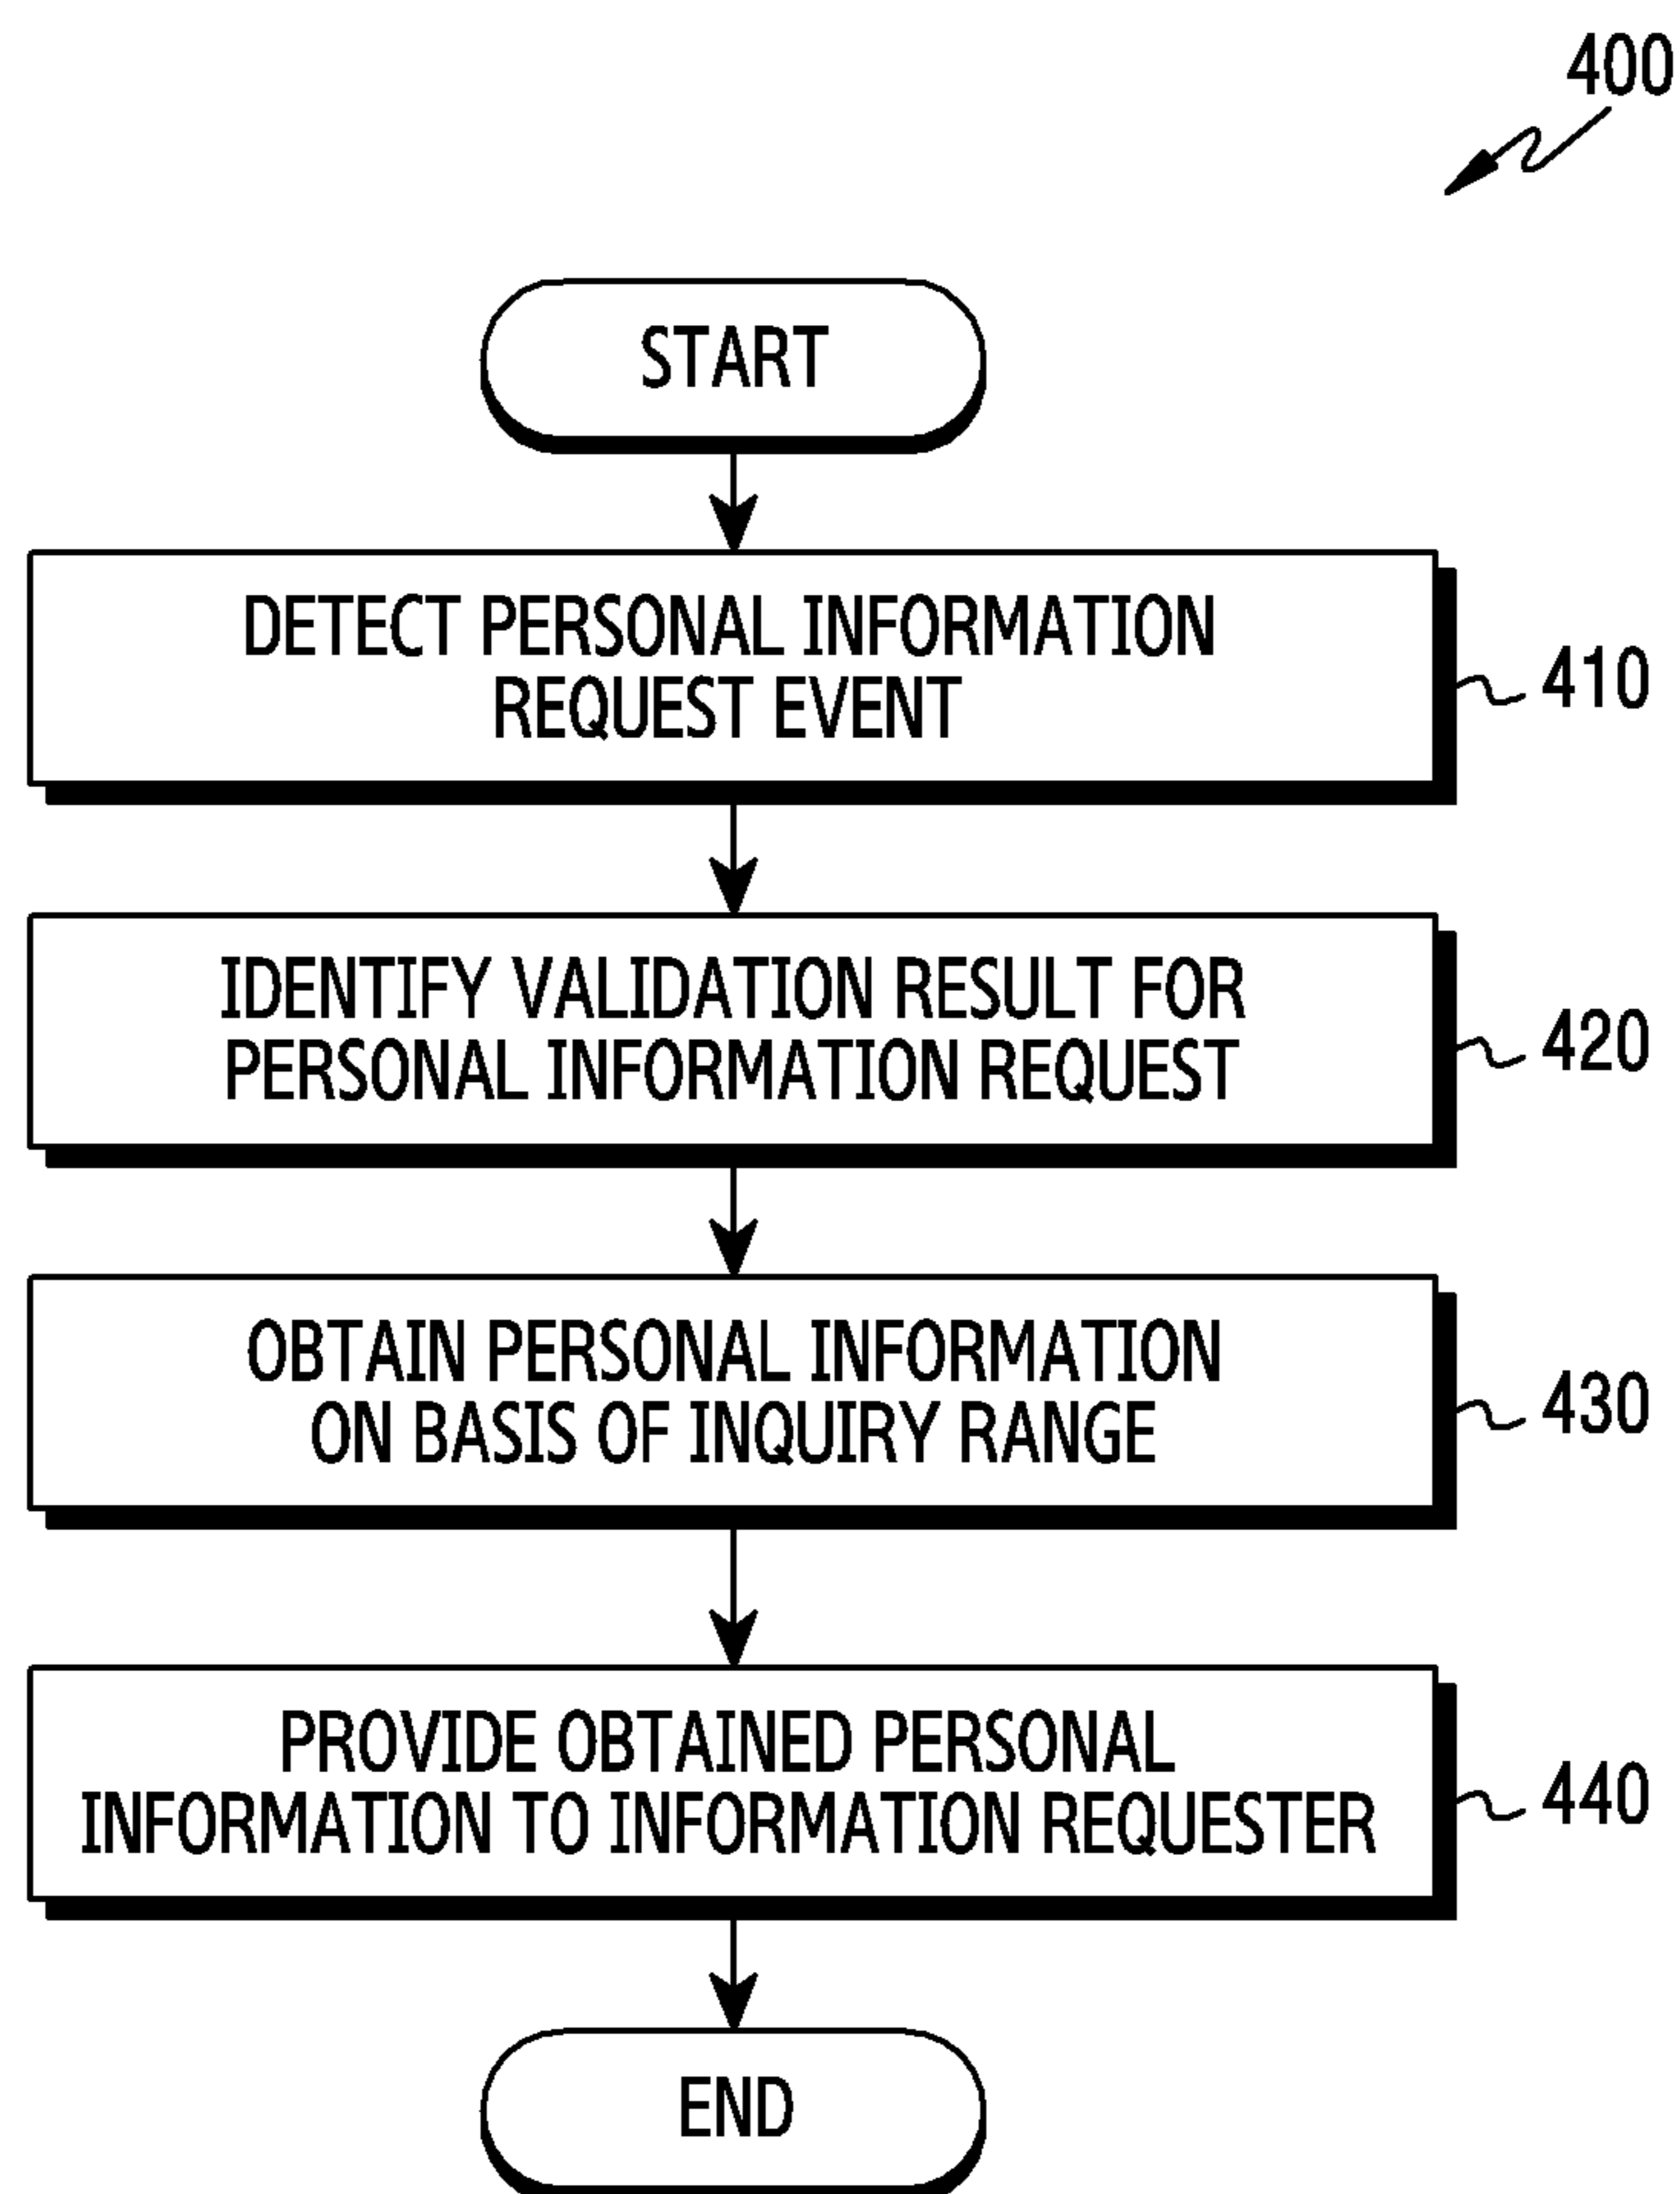 400
START
DETECT PERSONAL INFORMATION
REQUEST EVENT
410
IDENTIFY VALIDATION RESULT FOR
PERSONAL INFORMATION REQUEST
420
OBTAIN PERSONAL INFORMATION
ON BASIS OF INQUIRY RANGE
430
PROVIDE OBTAINED PERSONAL
INFORMATION TO INFORMATION REQUESTER
440
END